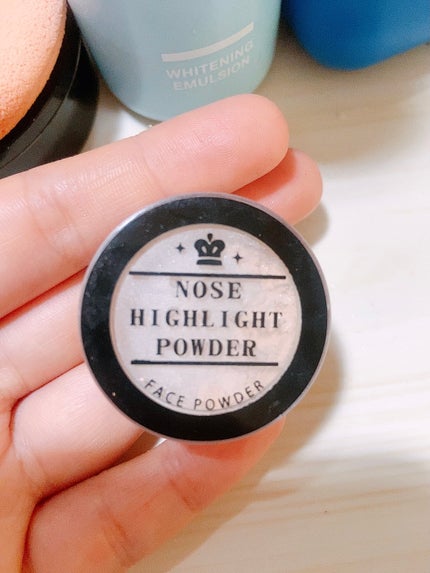 WHITENING
EMULSION
NOSE
HIGHLIGHT
POWDER
FACE POWDER